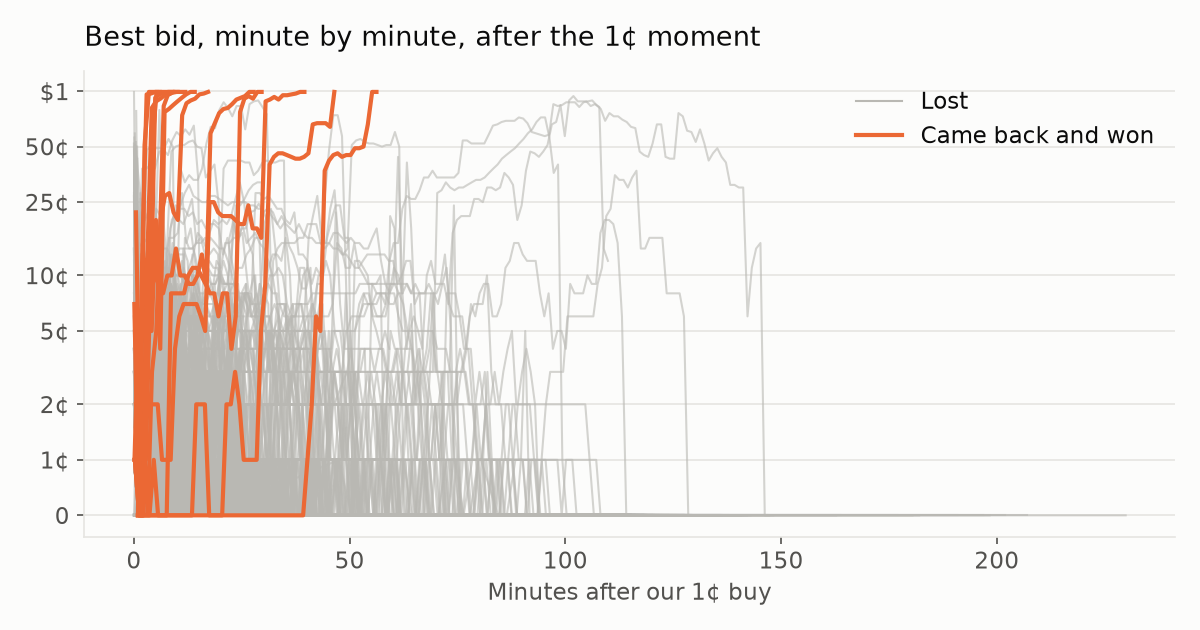 Best bid, minute by minute, after the 1¢ moment
$1
50¢
25¢
10¢
5¢
2¢
1¢
0
Lost
Came back and won
0 50 100 150 200
Minutes after our 1¢ buy